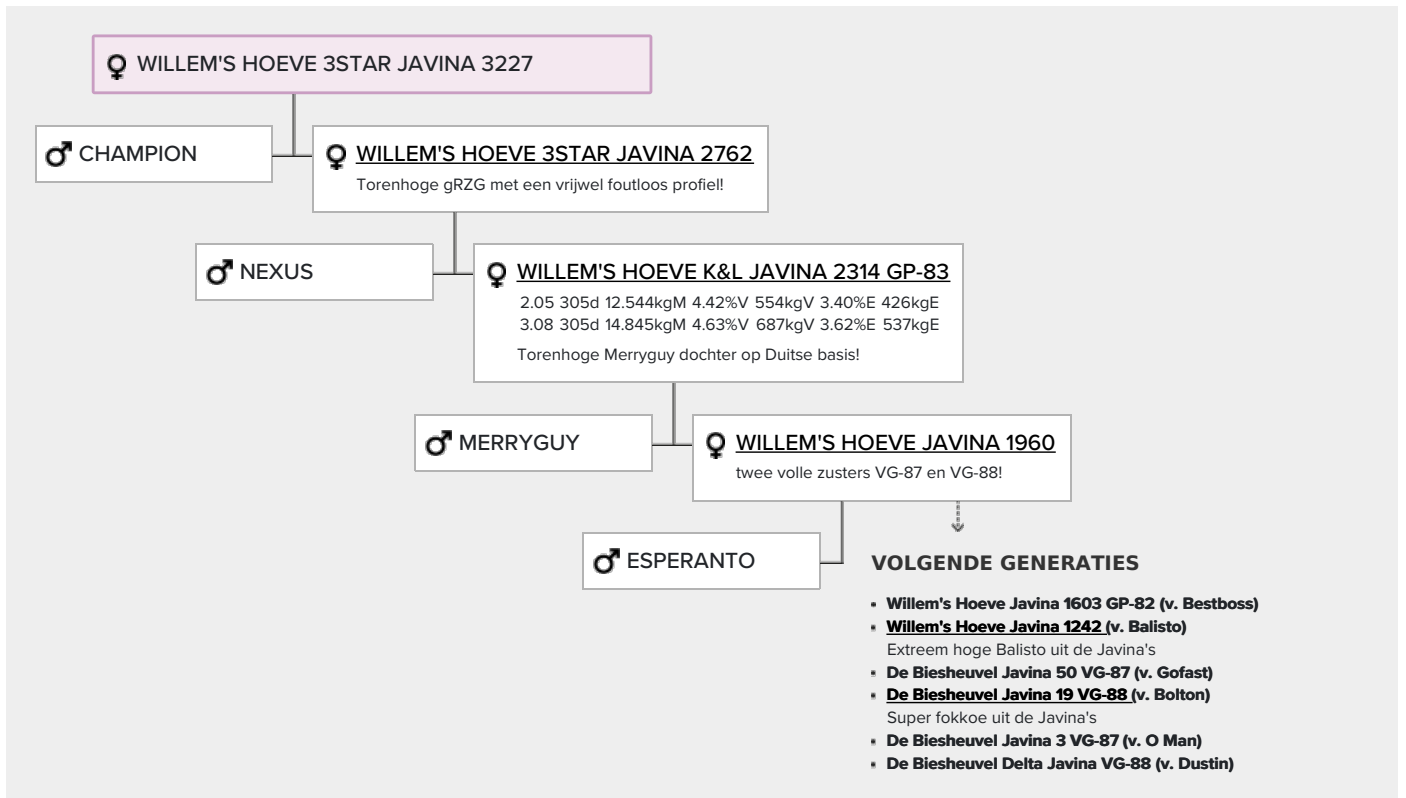 WILLEM'S HOEVE 3STAR JAVINA 3227
CHAMPION
WILLEM'S HOEVE 3STAR JAVINA 2762
Torenhoge gRZG met een vrijwel foutloos profiel!
NEXUS
WILLEM'S HOEVE K&L JAVINA 2314 GP-83
2.05 305d 12.544kgM 4.42%V 554kgV 3.40%E 426kgE
3.08 305d 14.845kgM 4.63%V 687kgV 3.62%E 537kgE
Torenhoge Merryguy dochter op Duitse basis!
MERRYGUY
WILLEM'S HOEVE JAVINA 1960
twee volle zusters VG-87 en VG-88!
ESPERANTO
VOLGENDE GENERATIES
Willem's Hoeve Javina 1603 GP-82 (v. Bestboss)
Willem's Hoeve Javina 1242 (v. Balisto)
Extreem hoge Balisto uit de Javina's
De Biesheuvel Javina 50 VG-87 (v. Gofast)
De Biesheuvel Javina 19 VG-88 (v. Bolton)
Super fokkoe uit de Javina's
De Biesheuvel Javina 3 VG-87 (v. O Man)
De Biesheuvel Delta Javina VG-88 (v. Dustin)